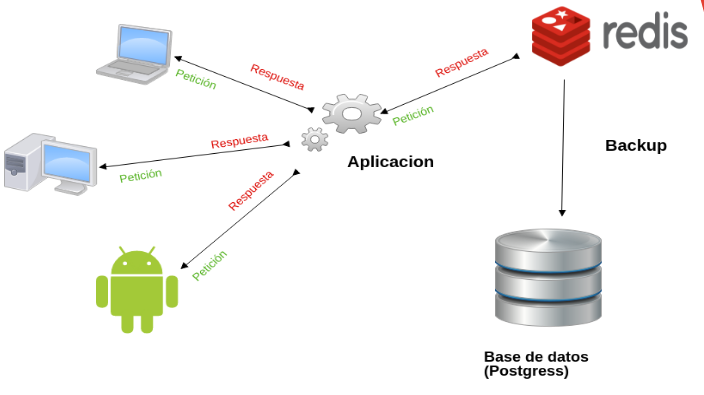 redis
Respuesta
Petición
Respuesta
Petición
Aplicacion
Respuesta
Petición
Respuesta
Petición
Backup
Base de datos
(Postgress)